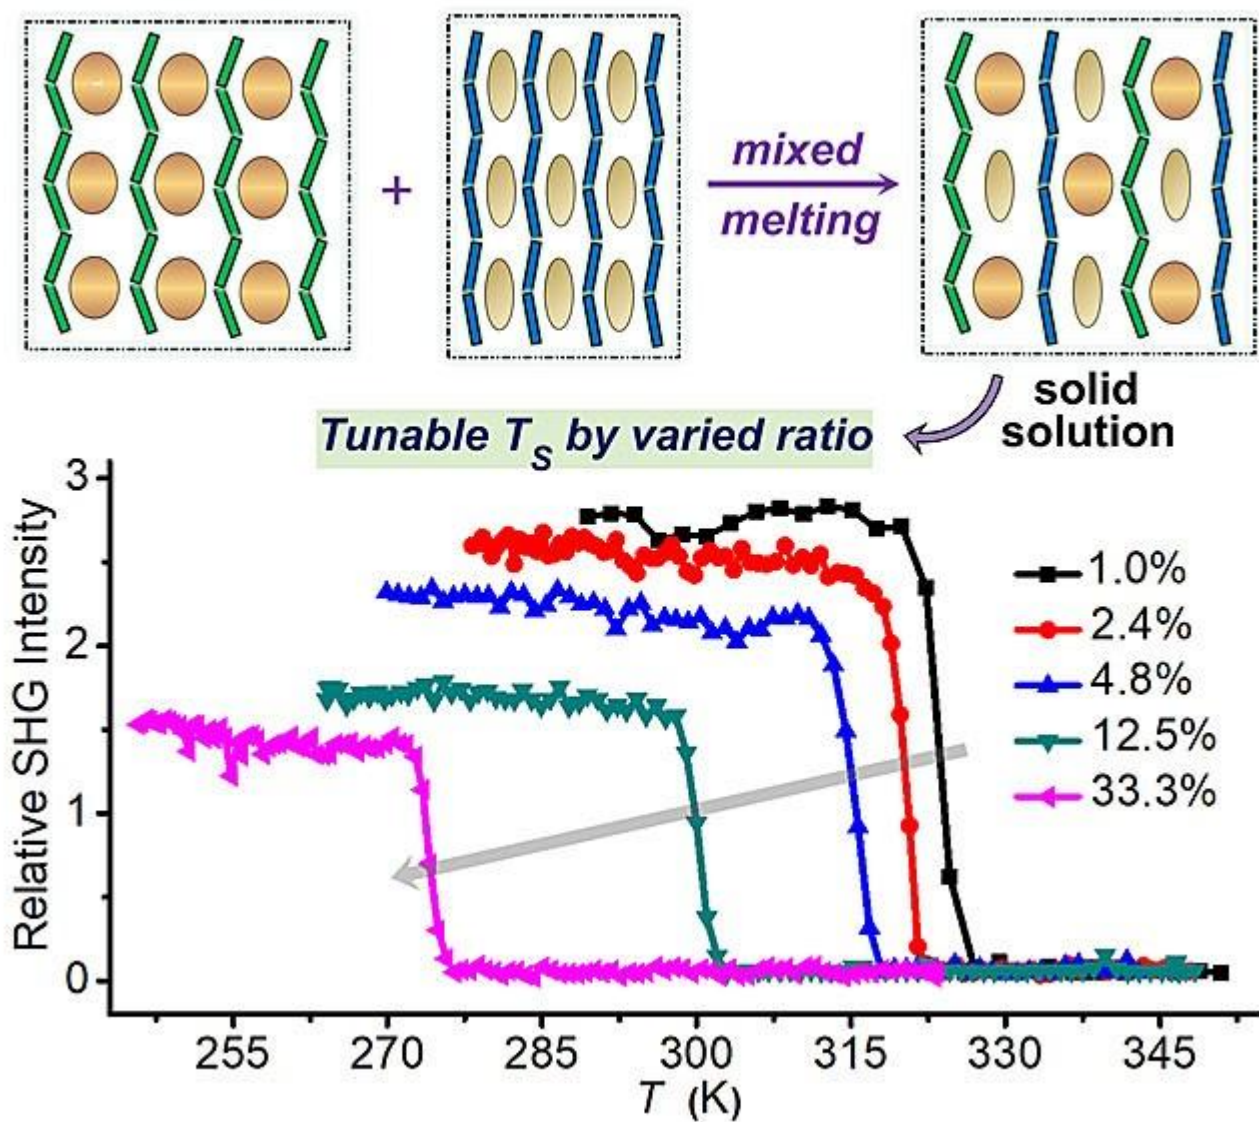 +
mixed
melting
solid
solution
Tunable T_S by varied ratio
Relative SHG Intensity
3
2
1
0
1.0%
2.4%
4.8%
12.5%
33.3%
255 270 285 300 315 330 345
T (K)